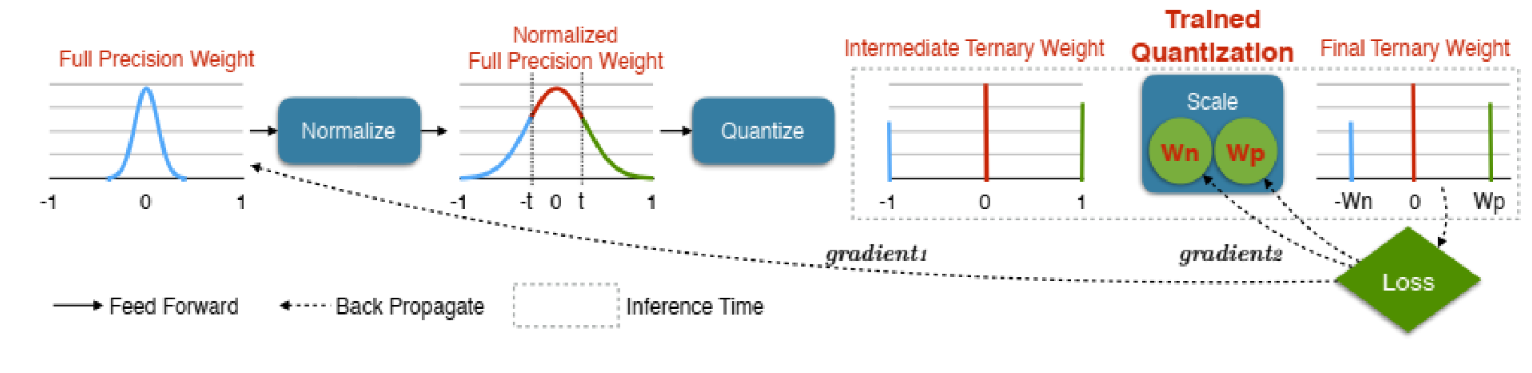 Full Precision Weight
-1 0 1
Normalize
Normalized
Full Precision Weight
-1 -t 0 t 1
Quantize
Intermediate Ternary Weight
-1 0 1
Trained
Quantization
Scale
Wn Wp
Final Ternary Weight
-Wn 0 Wp
gradient1
gradient2
Loss
Feed Forward
Back Propagate
Inference Time